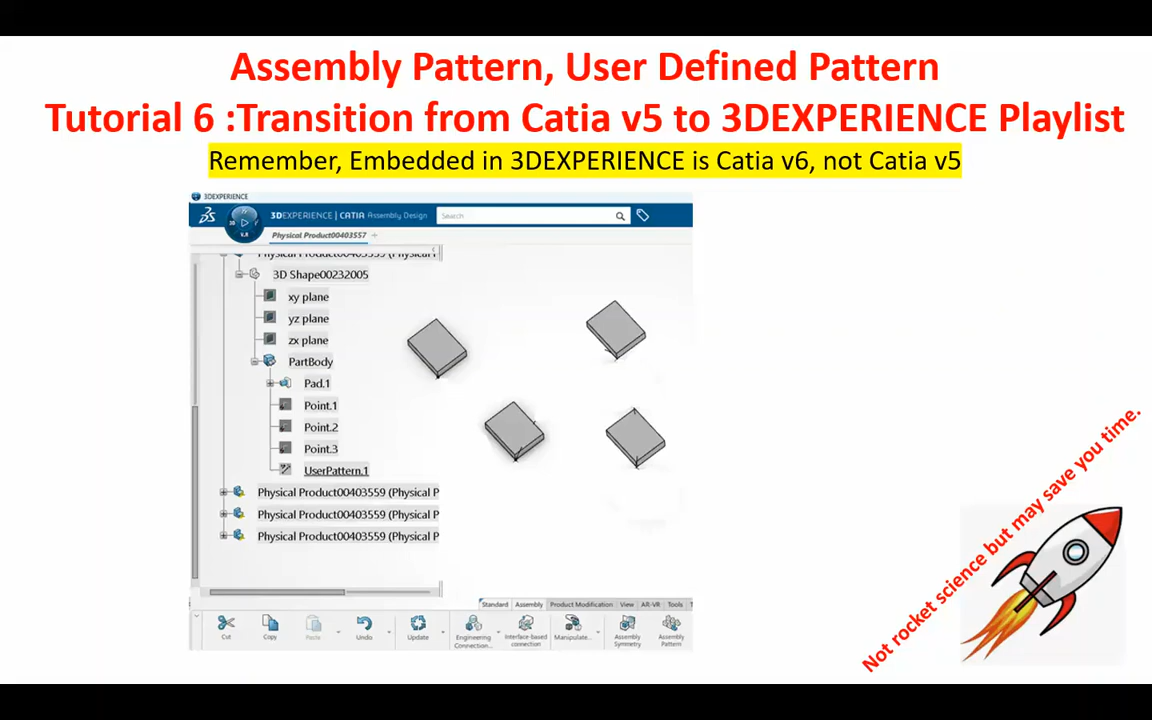 Assembly Pattern, User Defined Pattern
Tutorial 6 :Transition from Catia v5 to 3DEXPERIENCE Playlist
Remember, Embedded in 3DEXPERIENCE is Catia v6, not Catia v5
3DEXPERIENCE
3DEXPERIENCE | CATIA Assembly Design
Search
Physical Product00403557 +
Physical Product00403559 (Physical P
3D Shape00232005
xy plane
yz plane
zx plane
PartBody
Pad.1
Point.1
Point.2
Point.3
UserPattern.1
Physical Product00403559 (Physical P
Physical Product00403559 (Physical P
Physical Product00403559 (Physical P
Standard Assembly Product Modification View AR-VR Tools
Cut
Copy
Paste
Undo
Update
Engineering
Connection...
Interface-based
connection
Manipulate...
Assembly
Symmetry
Assembly
Pattern
Not rocket science but may save you time.